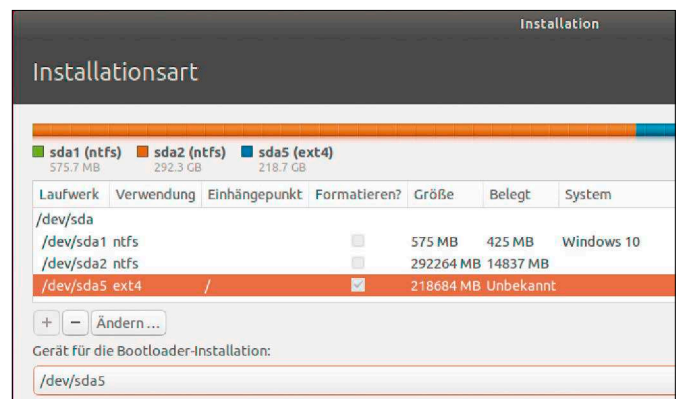 Installation
Installationsart
sda1 (ntfs) sda2 (ntfs) sda5 (ext4)
575.7 MB 292.3 GB 218.7 GB
Laufwerk Verwendung Einhängepunkt Formatieren? Größe Belegt System
/dev/sda
/dev/sda1 ntfs 575 MB 425 MB Windows 10
/dev/sda2 ntfs 292264 MB 14837 MB
/dev/sda5 ext4 / 218684 MB Unbekannt
+ − Ändern ...
Gerät für die Bootloader-Installation:
/dev/sda5